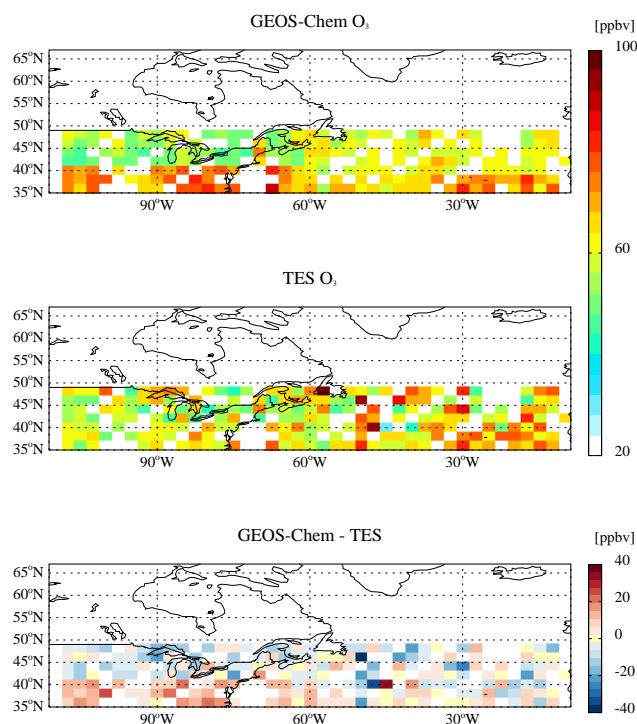 GEOS-Chem O₃
[ppbv]
100
65°N
60°N
55°N
50°N
45°N
40°N
35°N
90°W 60°W 30°W
60
TES O₃
65°N
60°N
55°N
50°N
45°N
40°N
35°N
90°W 60°W 30°W
20
GEOS-Chem - TES
[ppbv]
65°N
60°N
55°N
50°N
45°N
40°N
35°N
90°W 60°W 30°W
40
20
0
-20
-40